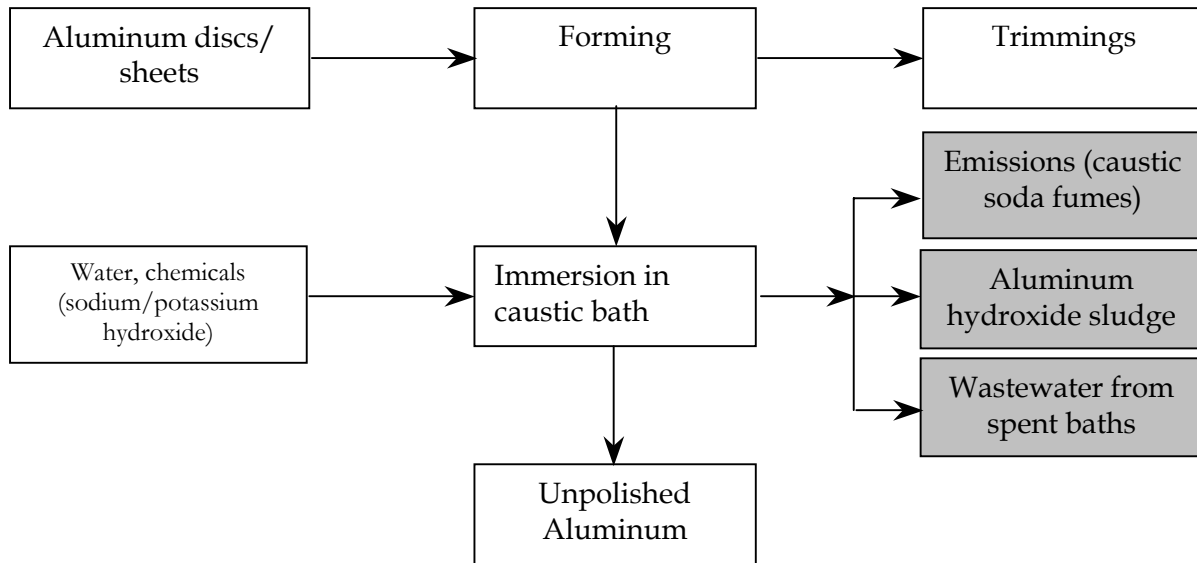 Aluminum discs/
sheets
Forming
Trimmings
Emissions (caustic
soda fumes)
Water, chemicals
(sodium/potassium
hydroxide)
Immersion in
caustic bath
Aluminum
hydroxide sludge
Wastewater from
spent baths
Unpolished
Aluminum